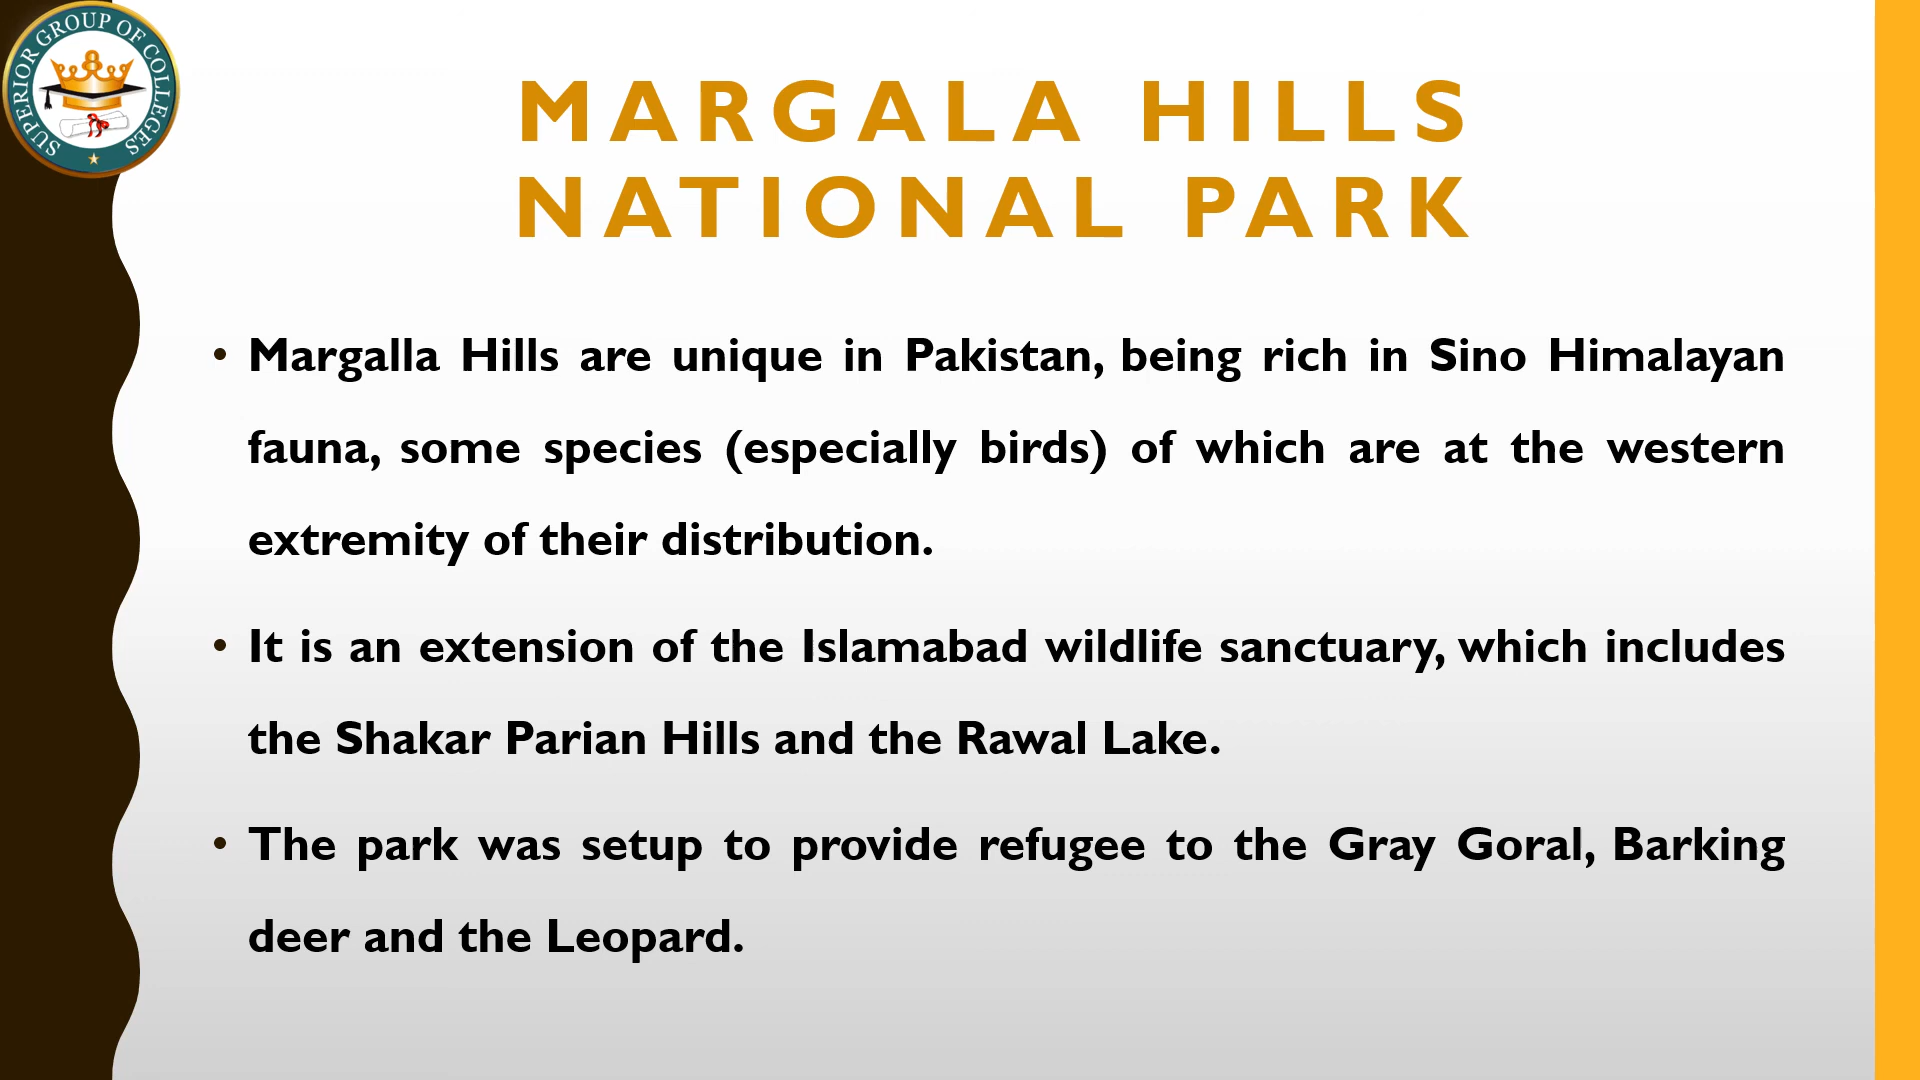 SUPERIOR GROUP OF COLLEGES
MARGALA HILLS
NATIONAL PARK
• Margalla Hills are unique in Pakistan, being rich in Sino Himalayan
fauna, some species (especially birds) of which are at the western
extremity of their distribution.
• It is an extension of the Islamabad wildlife sanctuary, which includes
the Shakar Parian Hills and the Rawal Lake.
• The park was setup to provide refugee to the Gray Goral, Barking
deer and the Leopard.